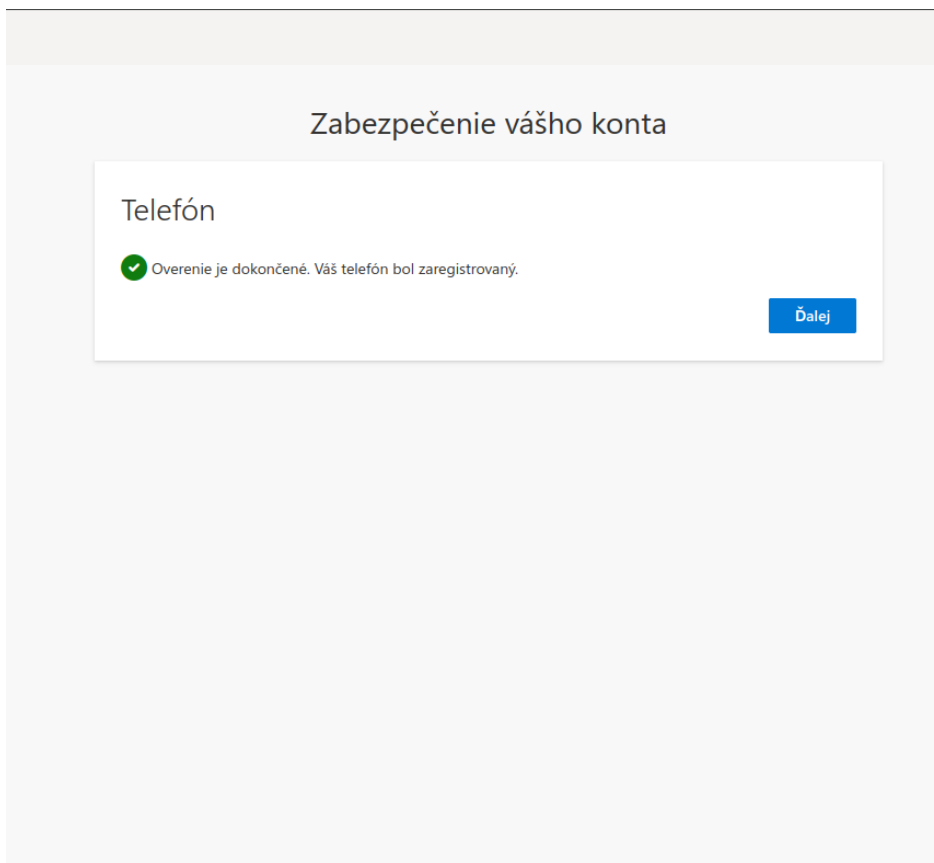 Zabezpečenie vášho konta
Telefón
Overenie je dokončené. Váš telefón bol zaregistrovaný.
Ďalej